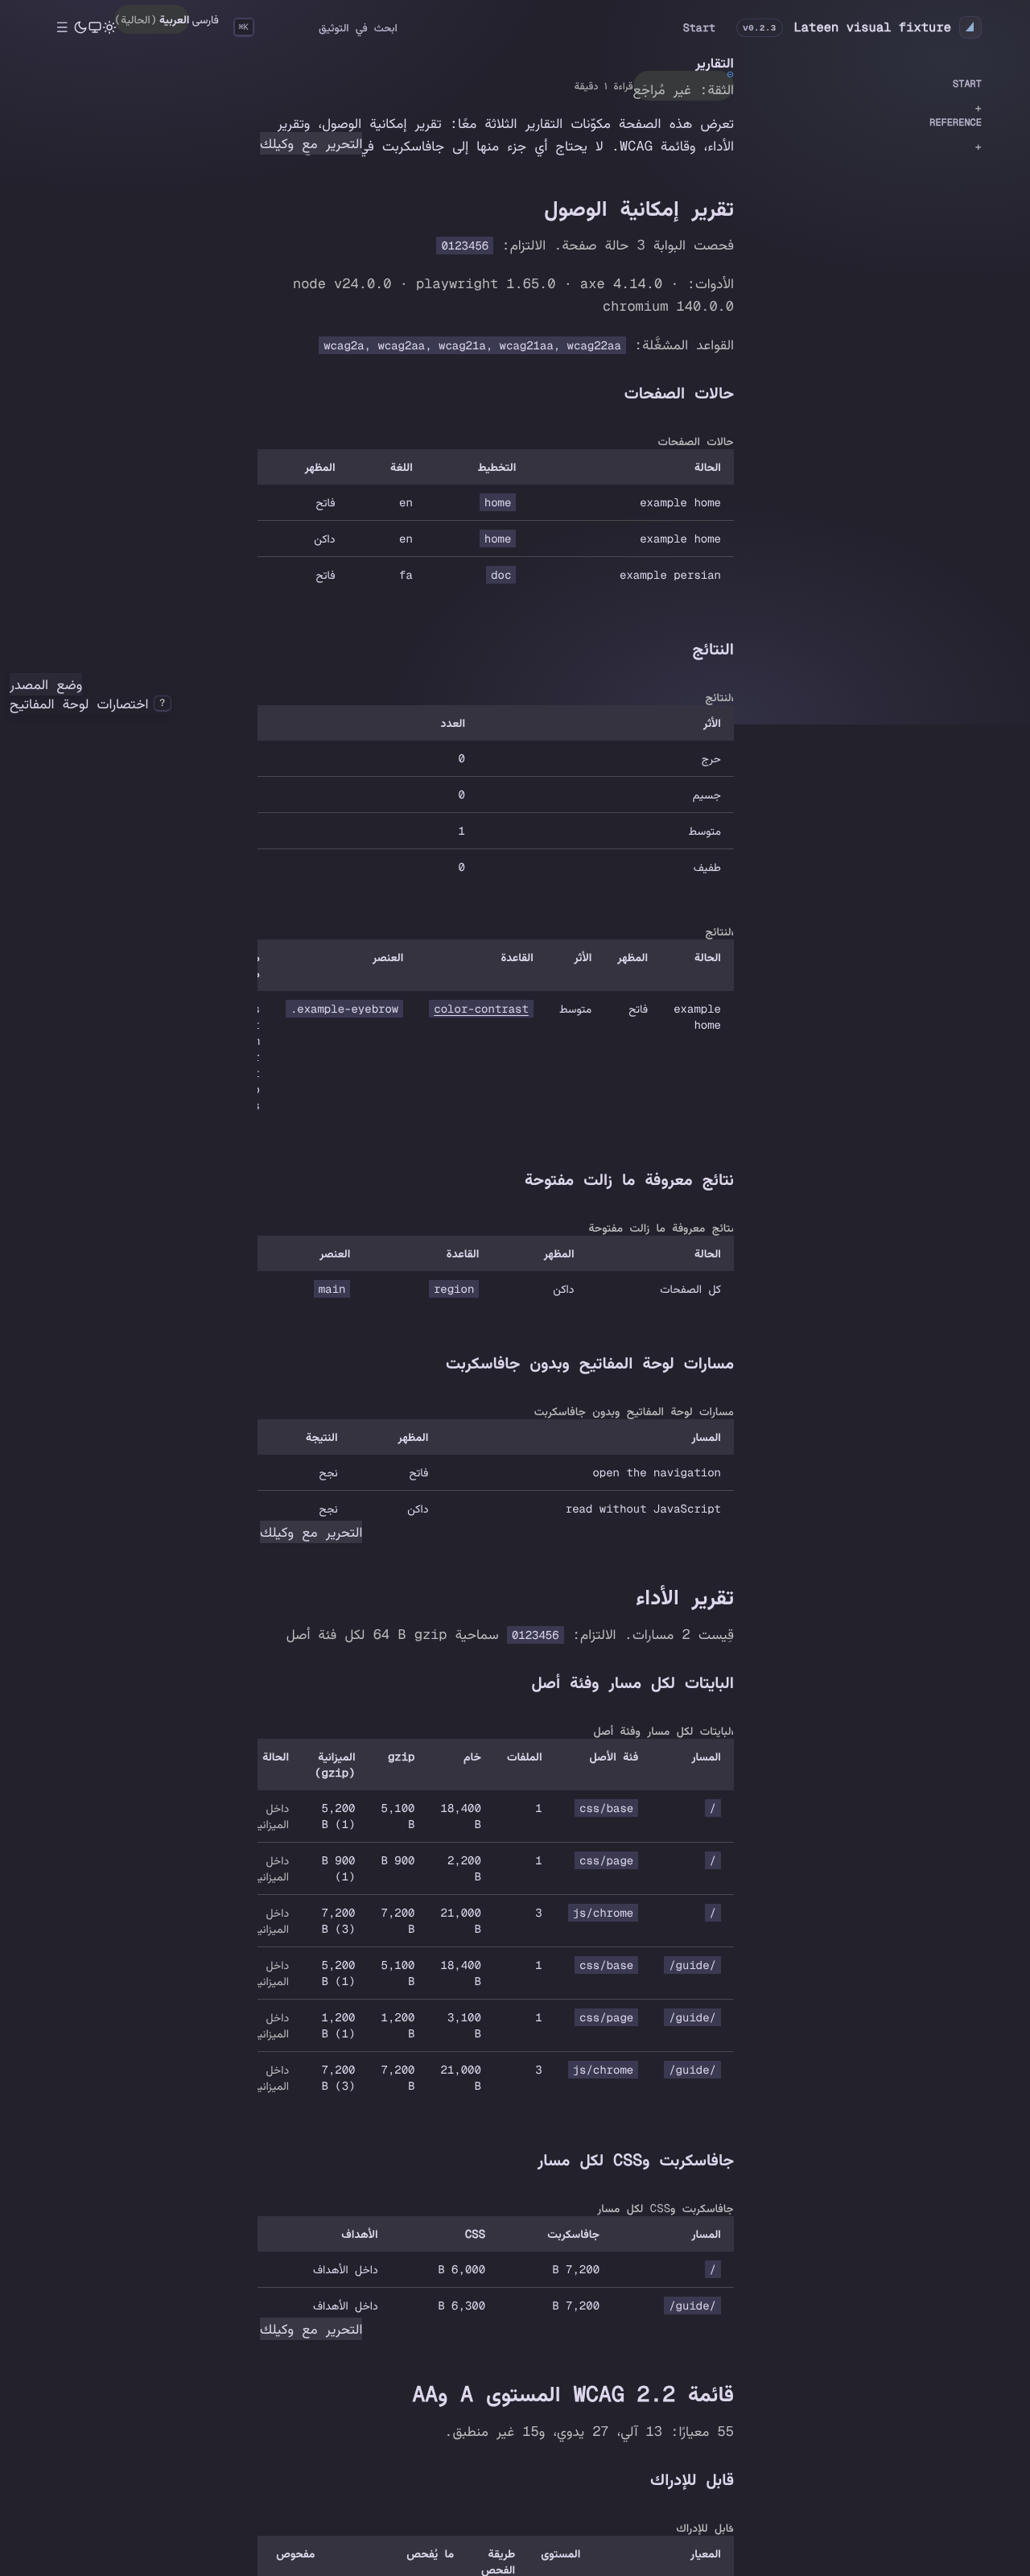 Lateen visual fixture v0.2.3 Start
ابحث في التوثيق ⌘K
فارسی العربية (الحالية)
START
+
REFERENCE
+
التقارير
الثقة: غير مُراجَع
قراءة ١ دقيقة
تعرض هذه الصفحة مكوّنات التقارير الثلاثة معًا: تقرير إمكانية الوصول، وتقرير
الأداء، وقائمة WCAG. لا يحتاج أي جزء منها إلى جافاسكربت في
التحرير مع وكيلك
تقرير إمكانية الوصول
فحصت البوابة 3 حالة صفحة. الالتزام: 0123456
الأدوات: node v24.0.0 · playwright 1.65.0 · axe 4.14.0 ·
chromium 140.0.0
القواعد المشغَّلة: wcag2a, wcag2aa, wcag21a, wcag21aa, wcag22aa
حالات الصفحات
حالات الصفحات
الحالة التخطيط اللغة المظهر
example home home en فاتح
example home home en داكن
example persian doc fa فاتح
النتائج
النتائج
الأثر العدد
حرج 0
جسيم 0
متوسط 1
طفيف 0
وضع المصدر
اختصارات لوحة المفاتيح ?
النتائج
الحالة المظهر الأثر القاعدة العنصر
example
home فاتح متوسط color-contrast .example-eyebrow
نتائج معروفة ما زالت مفتوحة
نتائج معروفة ما زالت مفتوحة
الحالة المظهر القاعدة العنصر
كل الصفحات داكن region main
مسارات لوحة المفاتيح وبدون جافاسكربت
مسارات لوحة المفاتيح وبدون جافاسكربت
المسار المظهر النتيجة
open the navigation فاتح نجح
read without JavaScript داكن نجح
التحرير مع وكيلك
تقرير الأداء
قِيست 2 مسارات. الالتزام: 0123456 سماحية 64 B gzip لكل فئة أصل
البايتات لكل مسار وفئة أصل
البايتات لكل مسار وفئة أصل
المسار فئة الأصل الملفات خام gzip الميزانية (gzip) الحالة
/ css/base 1 18,400 B 5,100 B 5,200 B (1) داخل الميزانية
/ css/page 1 2,200 B 900 B 900 B (1) داخل الميزانية
/ js/chrome 3 21,000 B 7,200 B 7,200 B (3) داخل الميزانية
/guide/ css/base 1 18,400 B 5,100 B 5,200 B (1) داخل الميزانية
/guide/ css/page 1 3,100 B 1,200 B 1,200 B (1) داخل الميزانية
/guide/ js/chrome 3 21,000 B 7,200 B 7,200 B (3) داخل الميزانية
جافاسكربت وCSS لكل مسار
جافاسكربت وCSS لكل مسار
المسار جافاسكربت CSS الأهداف
/ 7,200 B 6,000 B داخل الأهداف
/guide/ 7,200 B 6,300 B داخل الأهداف
التحرير مع وكيلك
قائمة WCAG 2.2 المستوى A وAA
55 معيارًا: 13 آلي، 27 يدوي، و15 غير منطبق.
قابل للإدراك
قابل للإدراك
المعيار المستوى طريقة الفحص ما يُفحص مفحوص